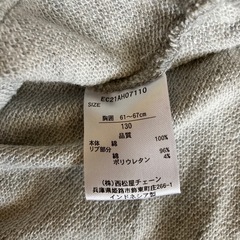 EC21AH07110
SIZE
胸囲 61~67cm
130
品質
本体 綿 100%
リブ部分
綿 96%
ポリウレタン 4%
(株)西松屋チェーン
兵庫県姫路市飾東町庄266-1
インドネシア製